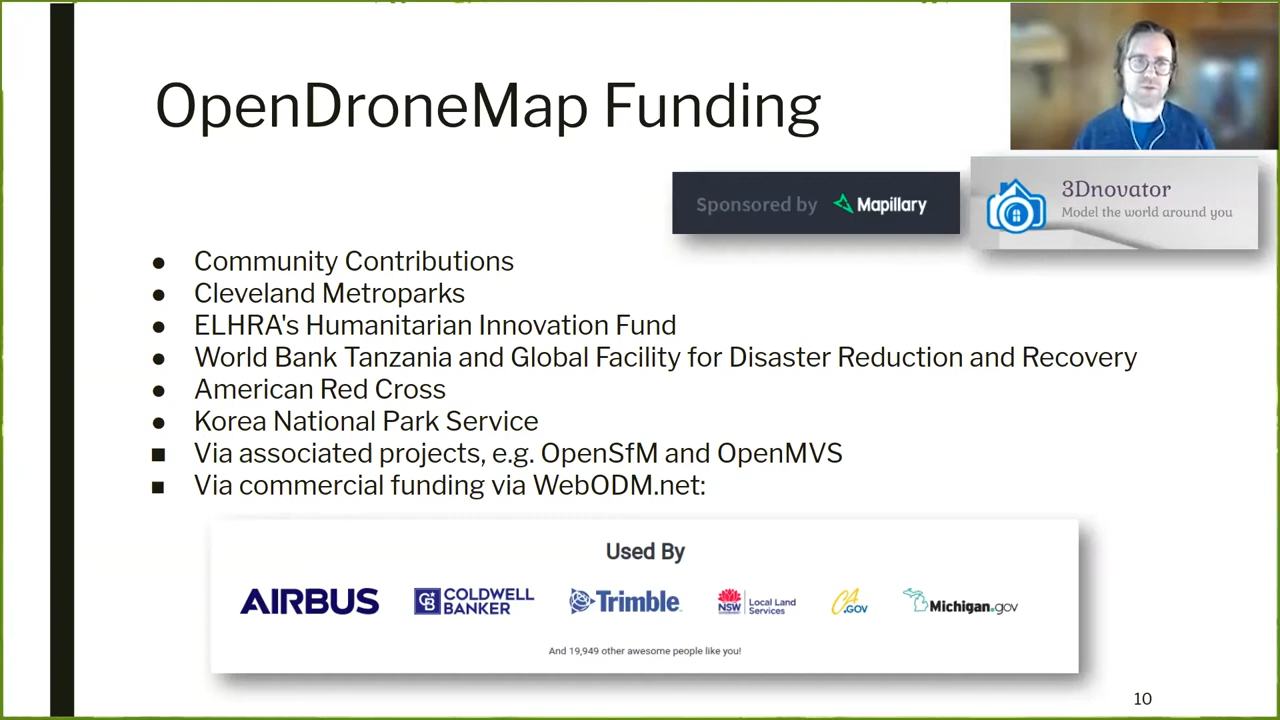 OpenDroneMap Funding
Sponsored by Mapillary
3Dnovator
Model the world around you
● Community Contributions
● Cleveland Metroparks
● ELHRA's Humanitarian Innovation Fund
● World Bank Tanzania and Global Facility for Disaster Reduction and Recovery
● American Red Cross
● Korea National Park Service
■ Via associated projects, e.g. OpenSfM and OpenMVS
■ Via commercial funding via WebODM.net:
Used By
AIRBUS
CB COLDWELL BANKER
Trimble
NSW Local Land Services
CA.GOV
Michigan.gov
And 19,949 other awesome people like you!
10